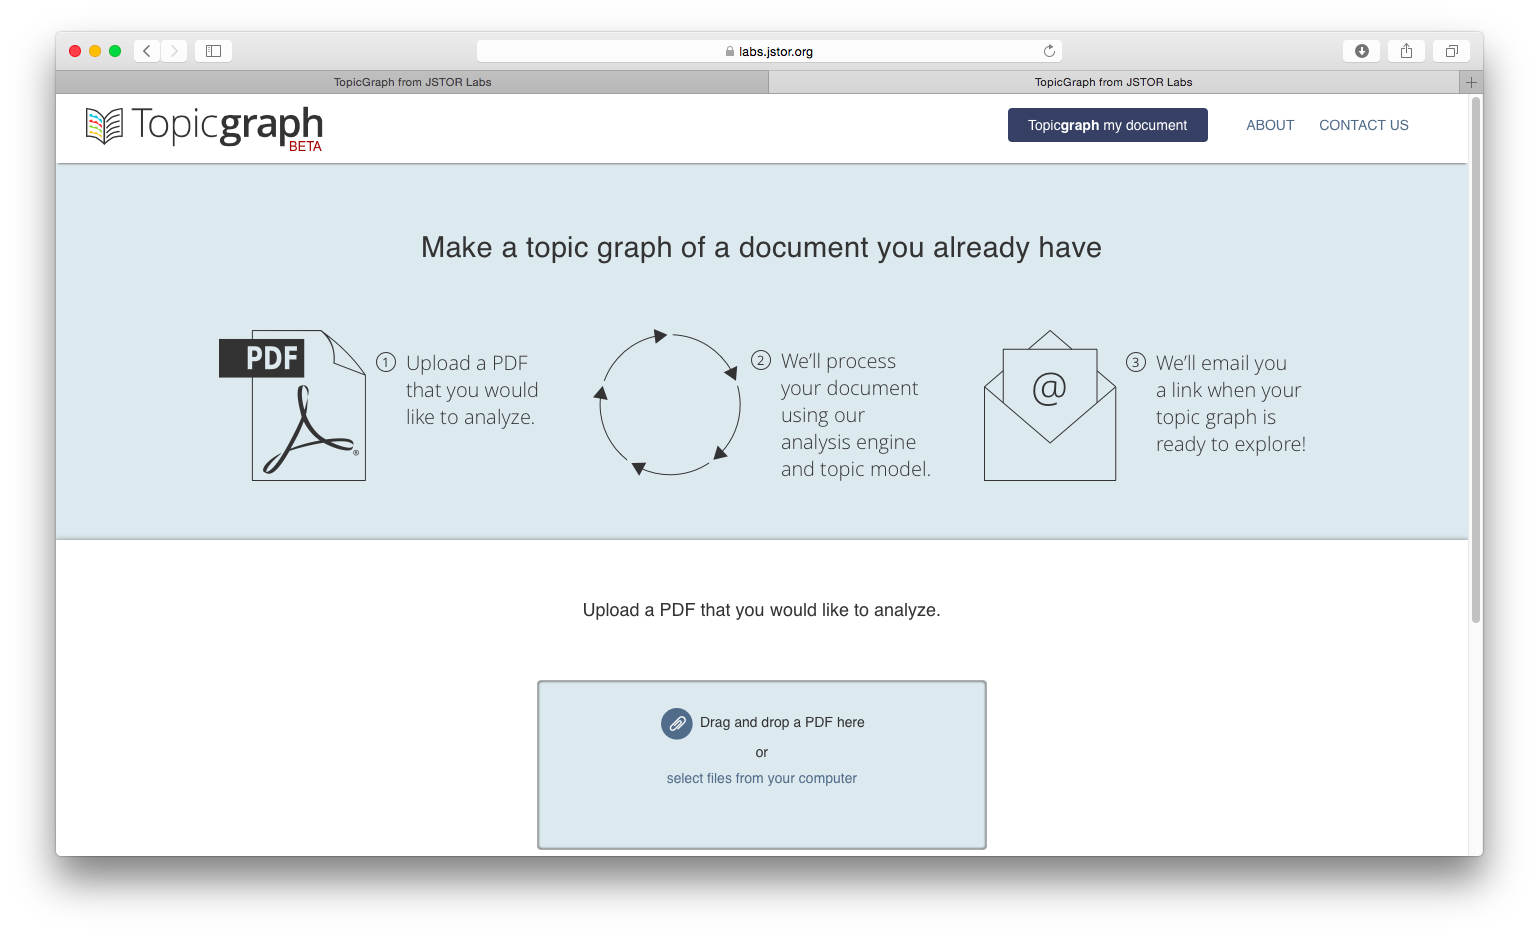 labs.jstor.org
TopicGraph from JSTOR Labs
TopicGraph from JSTOR Labs
Topicgraph
BETA
Topicgraph my document
ABOUT
CONTACT US
Make a topic graph of a document you already have
PDF
®
1 Upload a PDF
that you would
like to analyze.
2 We’ll process
your document
using our
analysis engine
and topic model.
@
3 We’ll email you
a link when your
topic graph is
ready to explore!
Upload a PDF that you would like to analyze.
Drag and drop a PDF here
or
select files from your computer